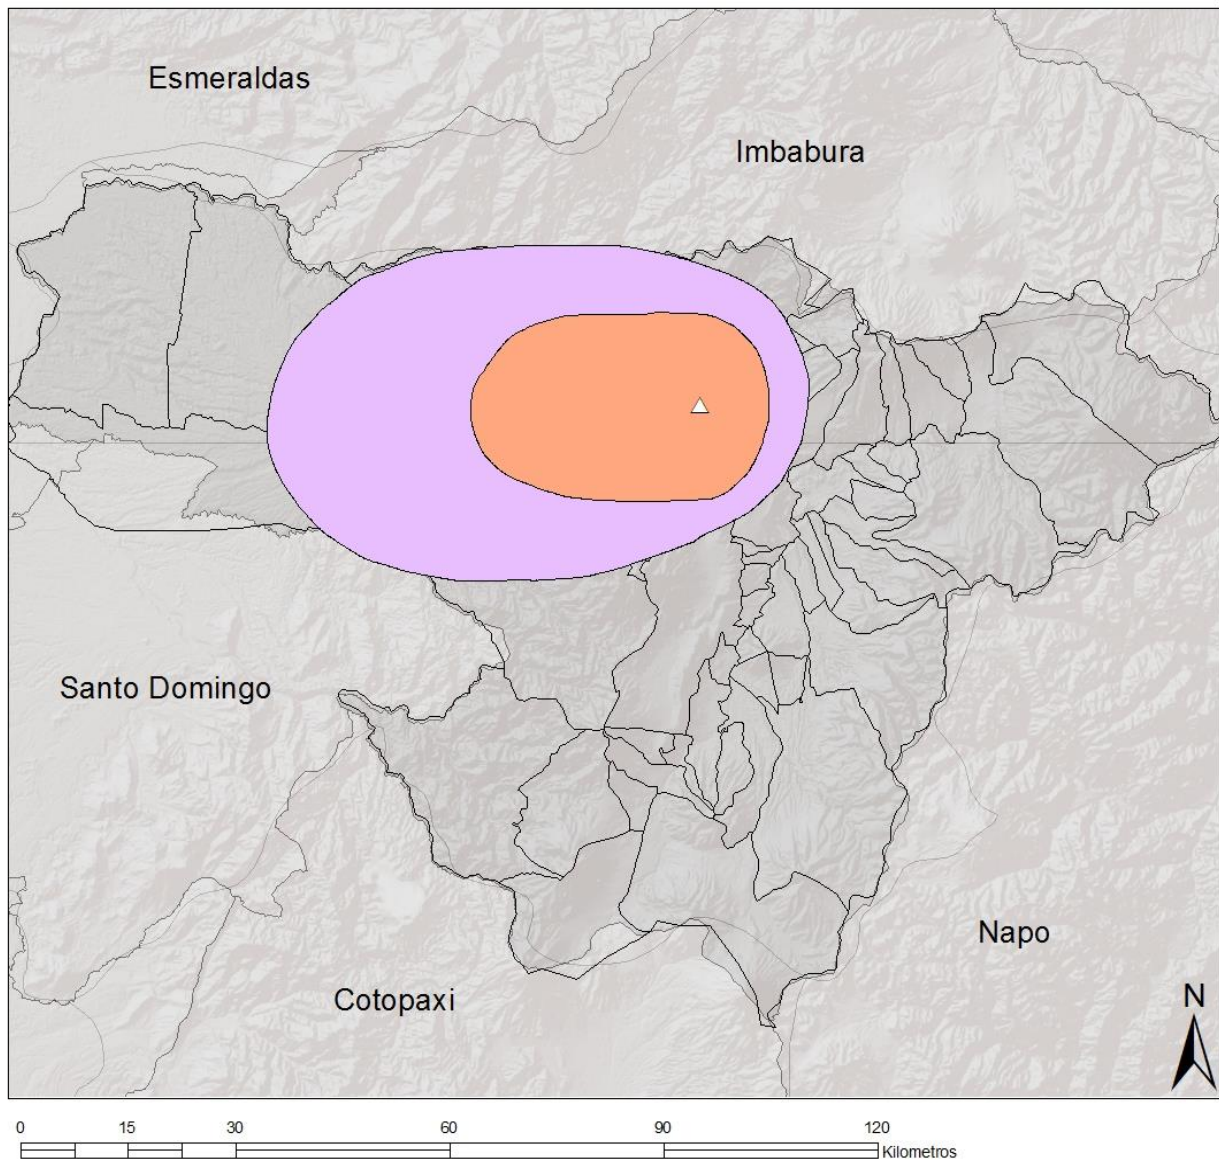 Esmeraldas
Imbabura
Santo Domingo
Napo
Cotopaxi
N
0 15 30 60 90 120
Kilometros